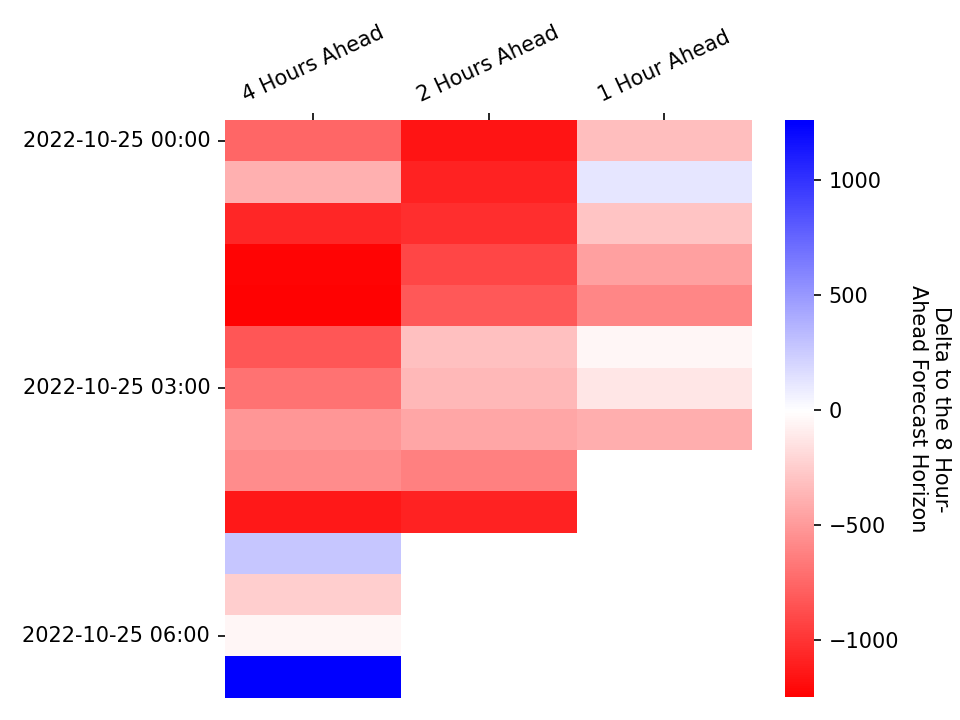 4 Hours Ahead
2 Hours Ahead
1 Hour Ahead
2022-10-25 00:00
2022-10-25 03:00
2022-10-25 06:00
1000
500
0
−500
−1000
Delta to the 8 Hour-
Ahead Forecast Horizon